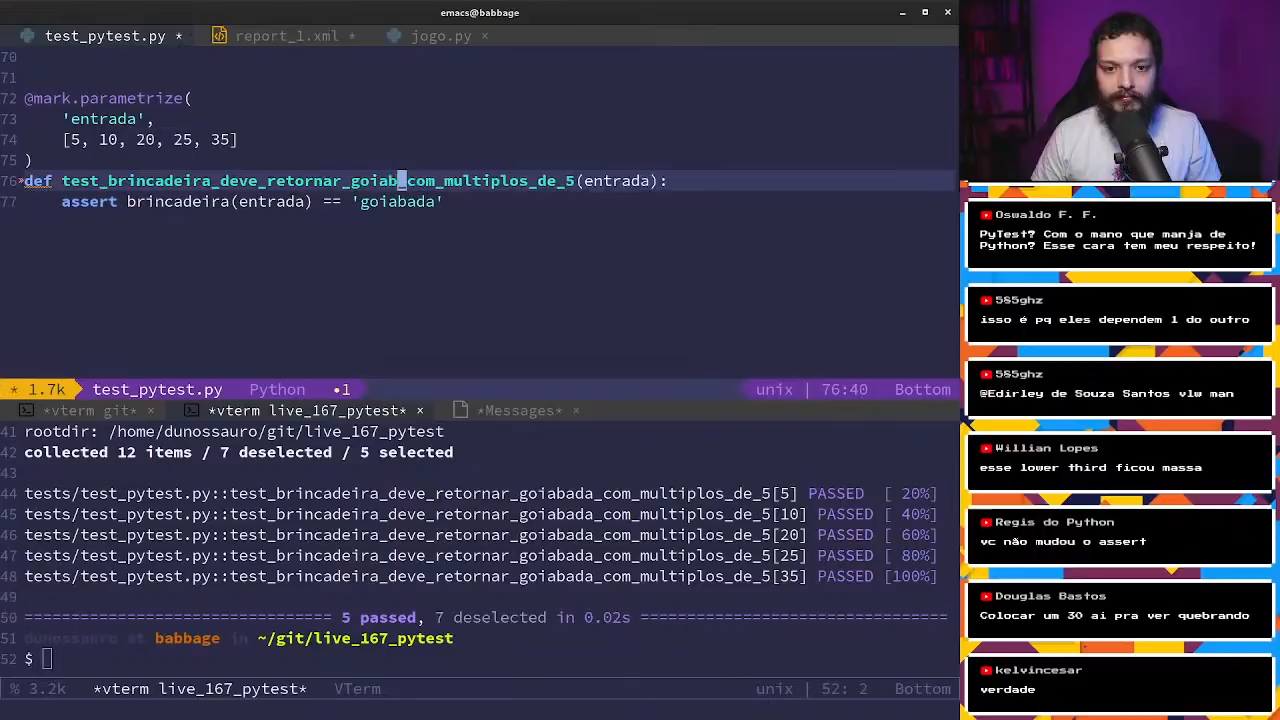 emacs@babbage
test_pytest.py * report_1.xml * jogo.py ×
70
71
72 @mark.parametrize(
73 'entrada',
74 [5, 10, 20, 25, 35]
75 )
76 def test_brincadeira_deve_retornar_goiab com_multiplos_de_5(entrada):
77 assert brincadeira(entrada) == 'goiabada'
* 1.7k test_pytest.py Python •1 unix | 76:40 Bottom
*vterm git* × *vterm live_167_pytest* × *Messages* ×
41 rootdir: /home/dunossauro/git/live_167_pytest
42 collected 12 items / 7 deselected / 5 selected
43
44 tests/test_pytest.py::test_brincadeira_deve_retornar_goiabada_com_multiplos_de_5[5] PASSED [ 20%]
45 tests/test_pytest.py::test_brincadeira_deve_retornar_goiabada_com_multiplos_de_5[10] PASSED [ 40%]
46 tests/test_pytest.py::test_brincadeira_deve_retornar_goiabada_com_multiplos_de_5[20] PASSED [ 60%]
47 tests/test_pytest.py::test_brincadeira_deve_retornar_goiabada_com_multiplos_de_5[25] PASSED [ 80%]
48 tests/test_pytest.py::test_brincadeira_deve_retornar_goiabada_com_multiplos_de_5[35] PASSED [100%]
49
50 ============================== 5 passed, 7 deselected in 0.02s ==============================
51 dunossauro at babbage in ~/git/live_167_pytest
52 $
% 3.2k *vterm live_167_pytest* VTerm unix | 52: 2 Bottom
Oswaldo F. F.
PyTest? Com o mano que manja de
Python? Esse cara tem meu respeito!
585ghz
isso é pq eles dependem 1 do outro
585ghz
@Edirley de Souza Santos vlw man
Willian Lopes
esse lower third ficou massa
Regis do Python
vc não mudou o assert
Douglas Bastos
Colocar um 30 ai pra ver quebrando
kelvincesar
verdade